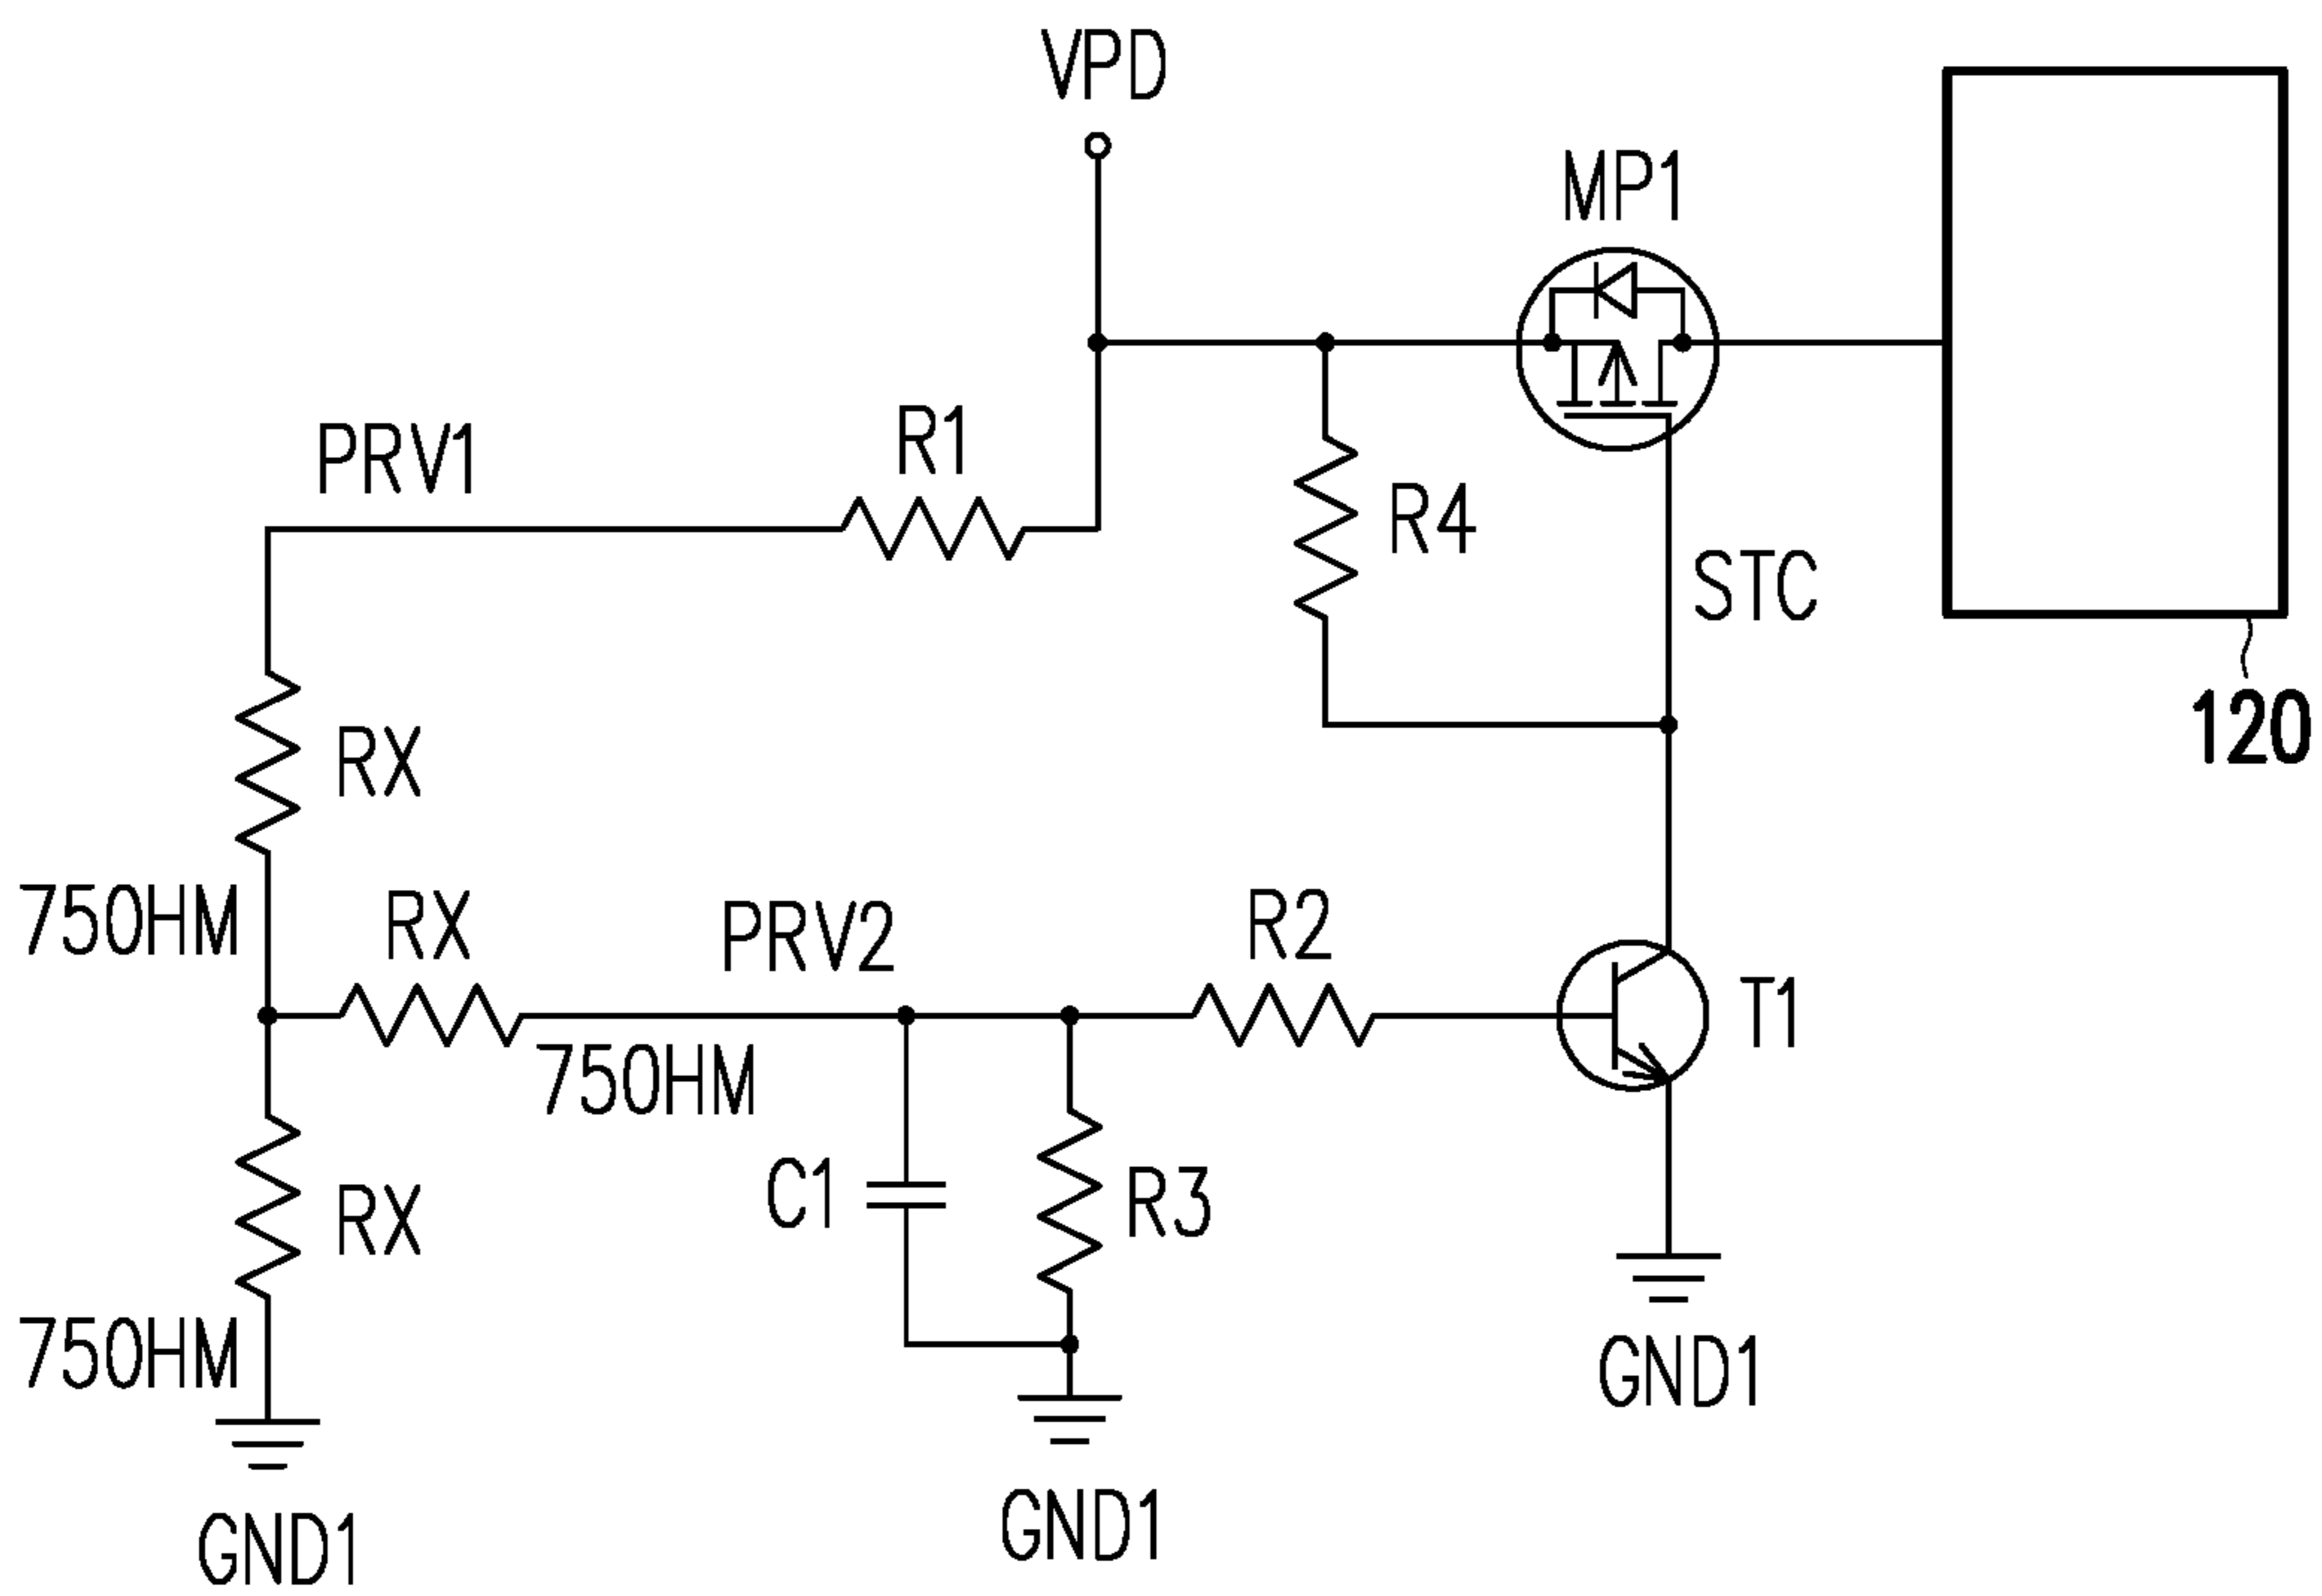 VPD
MP1
PRV1
R1
R4
STC
120
RX
750HM
RX
PRV2
R2
T1
750HM
C1
R3
RX
750HM
GND1
GND1
GND1